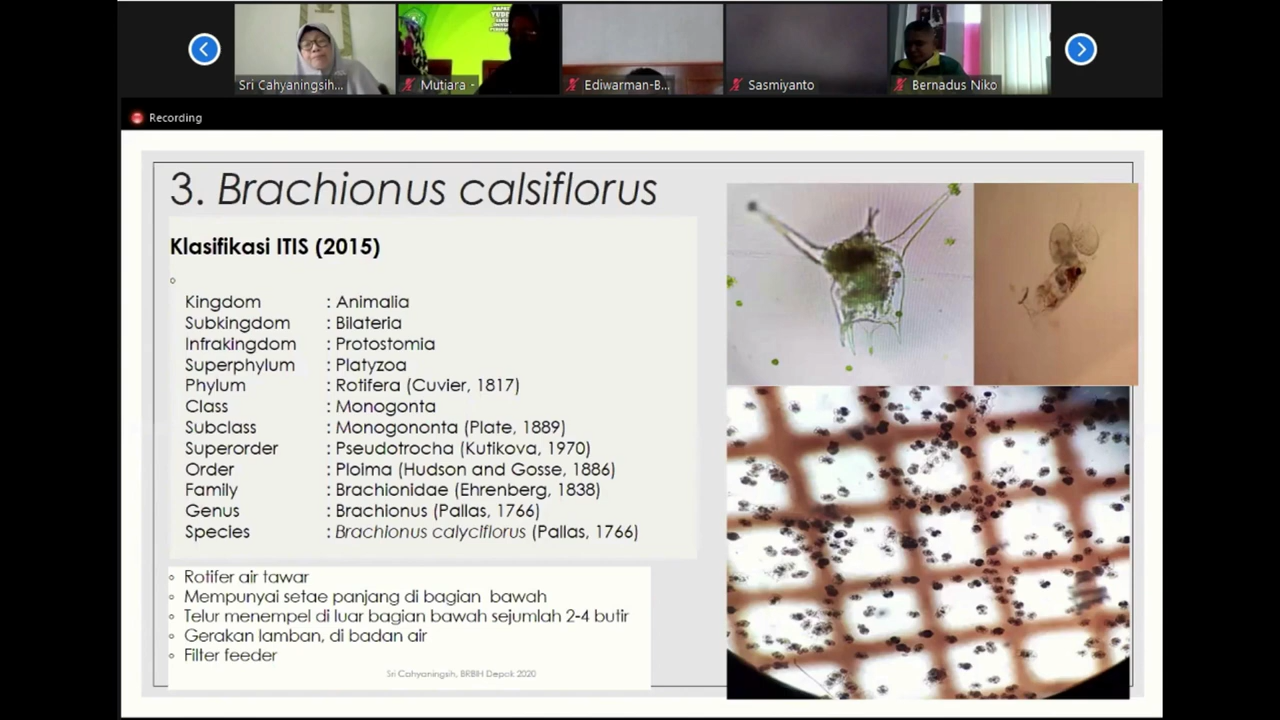 Sri Cahyaningsih...
Mutiara -
Ediwarman-B...
Sasmiyanto
Bernadus Niko
Recording
3. Brachionus calsiflorus
Klasifikasi ITIS (2015)
Kingdom : Animalia
Subkingdom : Bilateria
Infrakingdom : Protostomia
Superphylum : Platyzoa
Phylum : Rotifera (Cuvier, 1817)
Class : Monogonta
Subclass : Monogononta (Plate, 1889)
Superorder : Pseudotrocha (Kutikova, 1970)
Order : Ploima (Hudson and Gosse, 1886)
Family : Brachionidae (Ehrenberg, 1838)
Genus : Brachionus (Pallas, 1766)
Species : Brachionus calyciflorus (Pallas, 1766)
◦ Rotifer air tawar
◦ Mempunyai setae panjang di bagian bawah
◦ Telur menempel di luar bagian bawah sejumlah 2-4 butir
◦ Gerakan lamban, di badan air
◦ Filter feeder
Sri Cahyaningsih, BRBIH Depok 2020